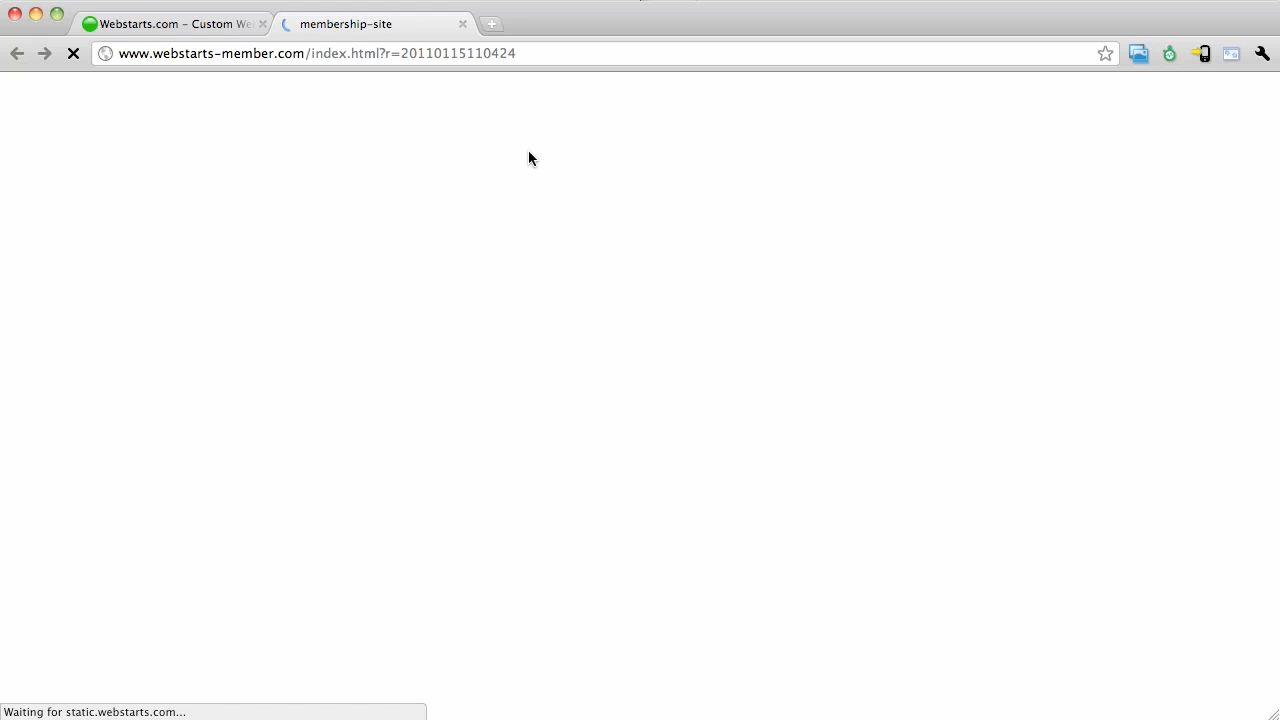 Webstarts.com – Custom We
membership-site
www.webstarts-member.com/index.html?r=20110115110424
Waiting for static.webstarts.com...